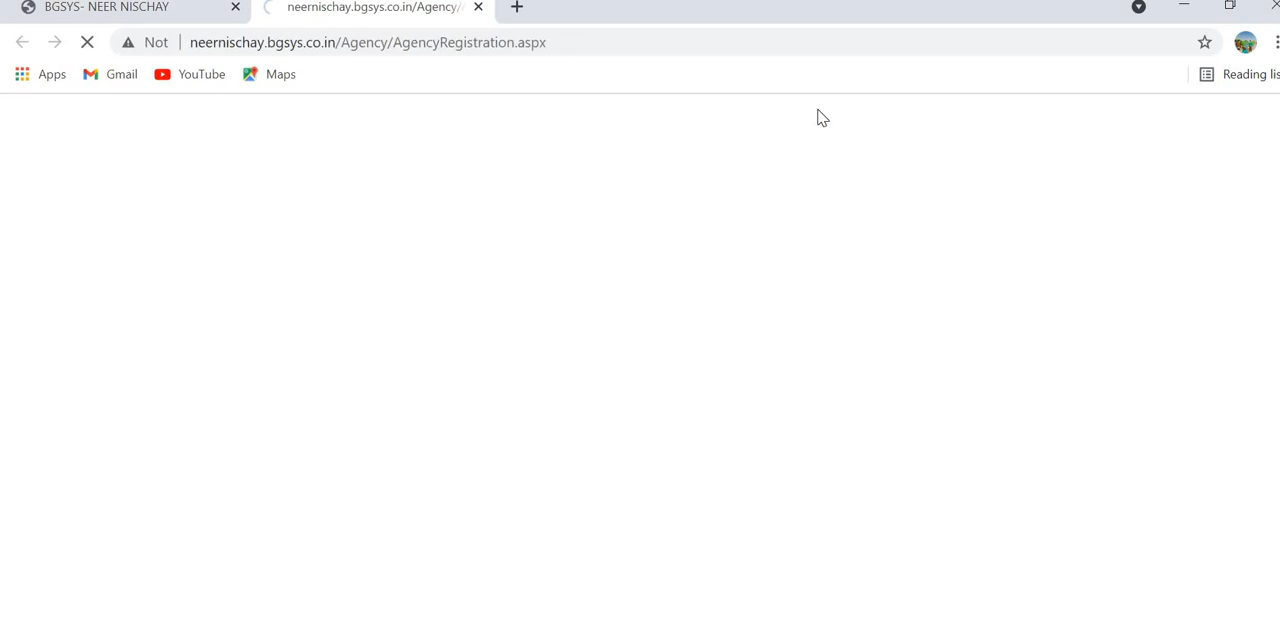 BGSYS- NEER NISCHAY
neernischay.bgsys.co.in/Agency/
Not neernischay.bgsys.co.in/Agency/AgencyRegistration.aspx
Apps Gmail YouTube Maps Reading lis